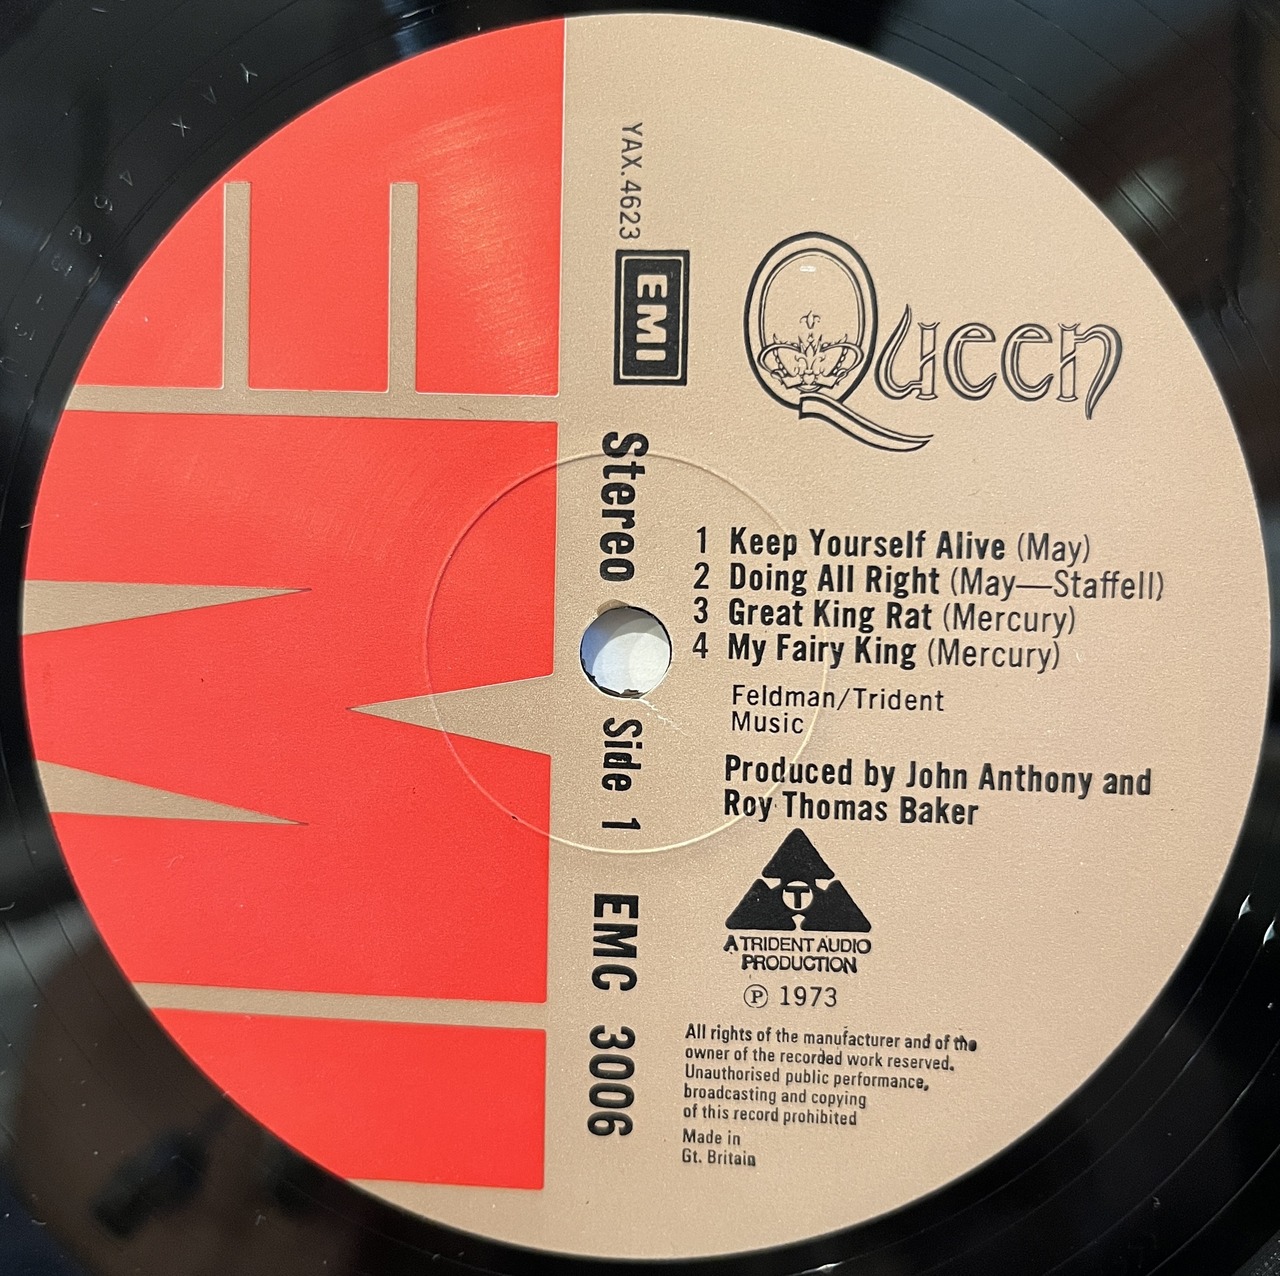 YAX.4623
EMI
Stereo
Side 1
EMC 3006
Queen
1 Keep Yourself Alive (May)
2 Doing All Right (May—Staffell)
3 Great King Rat (Mercury)
4 My Fairy King (Mercury)
Feldman/Trident
Music
Produced by John Anthony and
Roy Thomas Baker
T
A TRIDENT AUDIO
PRODUCTION
Ⓟ 1973
All rights of the manufacturer and of the
owner of the recorded work reserved.
Unauthorised public performance,
broadcasting and copying
of this record prohibited
Made in
Gt. Britain
EMI